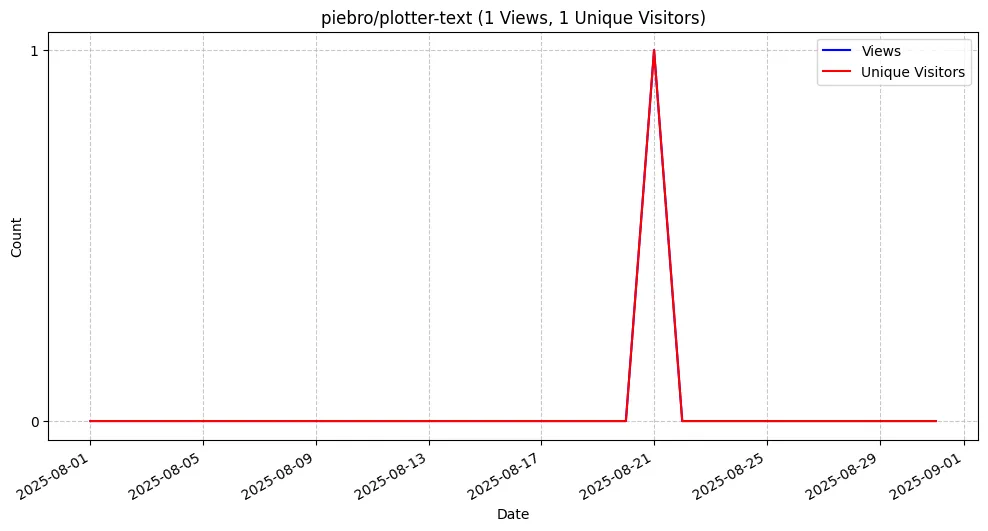 piebro/plotter-text (1 Views, 1 Unique Visitors)
Views
Unique Visitors
1
0
Count
2025-08-01
2025-08-05
2025-08-09
2025-08-13
2025-08-17
2025-08-21
2025-08-25
2025-08-29
2025-09-01
Date